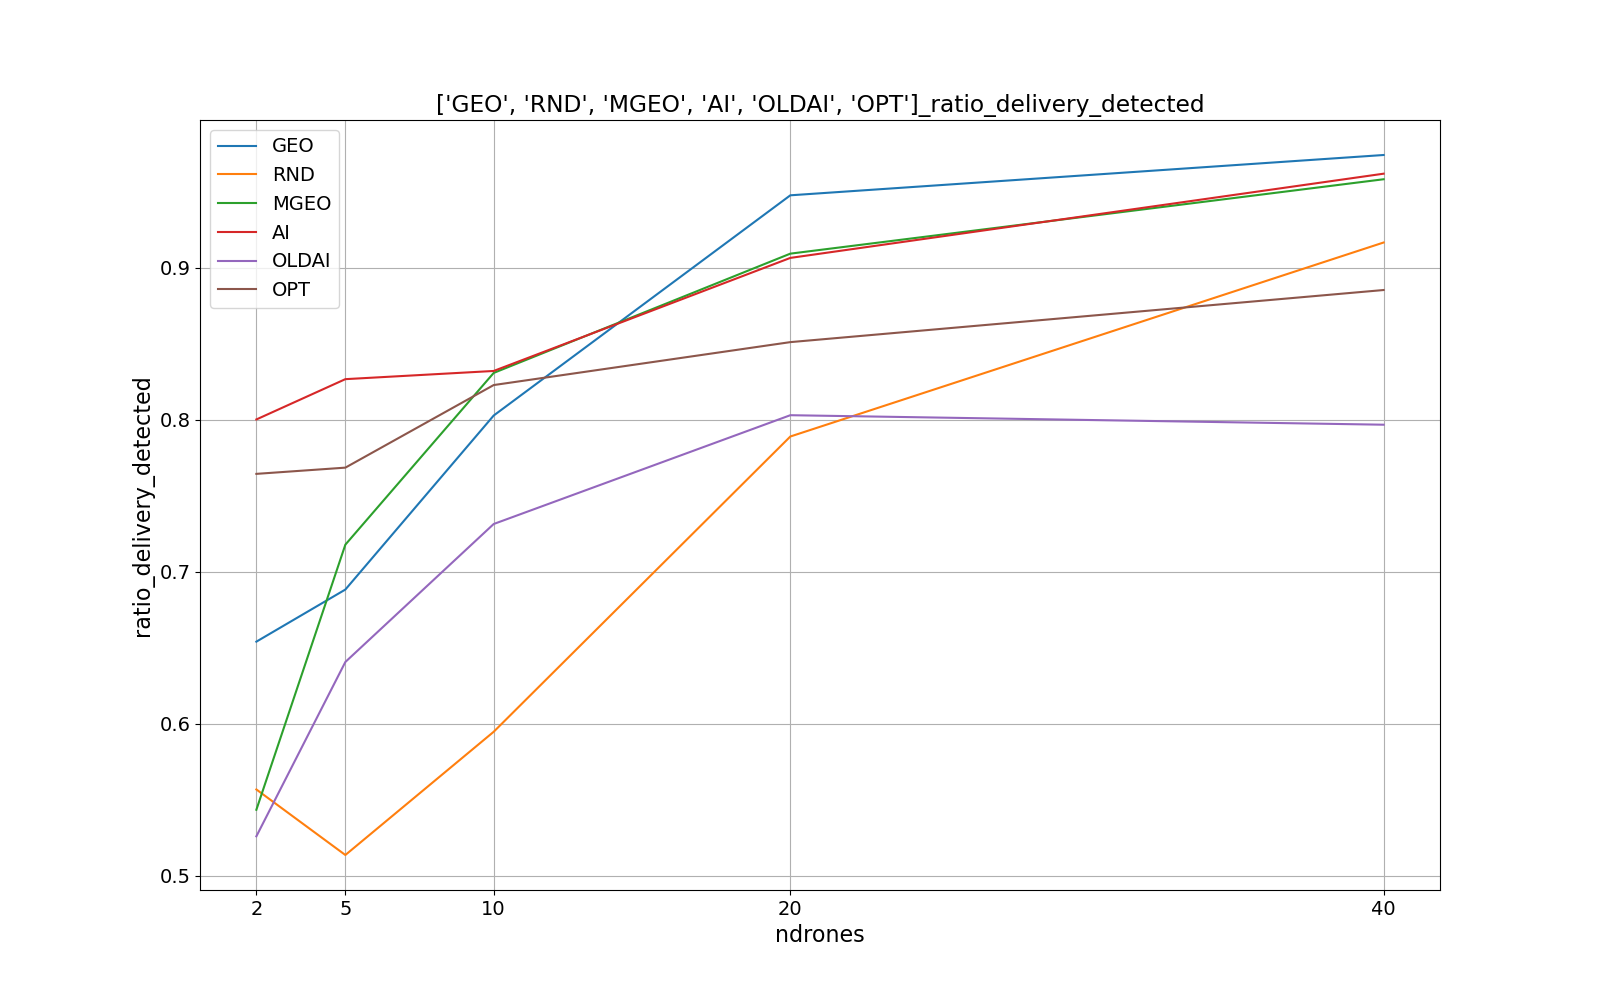 ['GEO', 'RND', 'MGEO', 'AI', 'OLDAI', 'OPT']_ratio_delivery_detected
GEO
RND
MGEO
AI
OLDAI
OPT
ratio_delivery_detected
0.9
0.8
0.7
0.6
0.5
2 5 10 20 40
ndrones